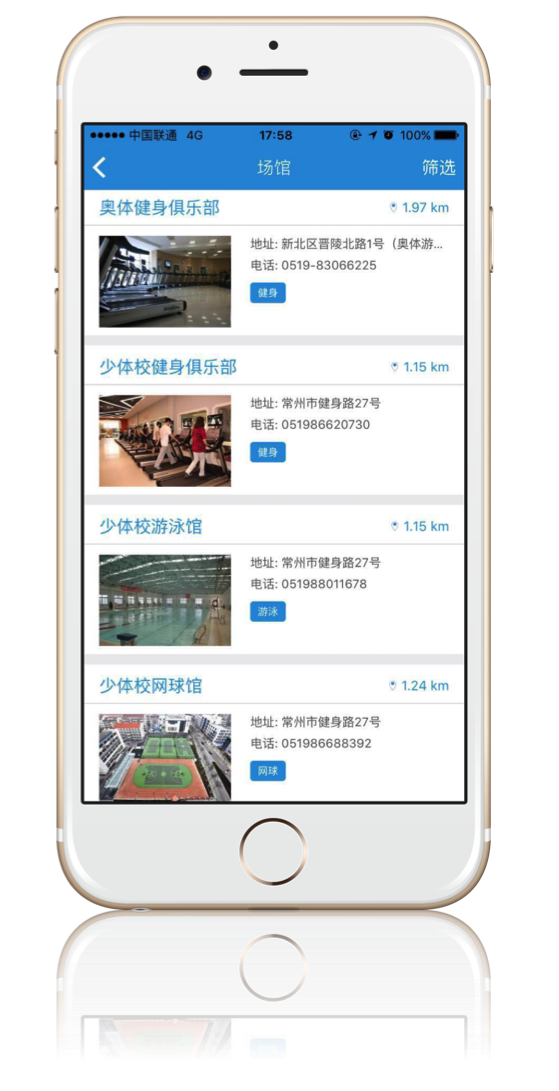 中国联通 4G 17:58 100%
场馆 筛选
奥体健身俱乐部 1.97 km
地址: 新北区晋陵北路1号（奥体游...
电话: 0519-83066225
健身
少体校健身俱乐部 1.15 km
地址: 常州市健身路27号
电话: 051986620730
健身
少体校游泳馆 1.15 km
地址: 常州市健身路27号
电话: 051988011678
游泳
少体校网球馆 1.24 km
地址: 常州市健身路27号
电话: 051986688392
网球